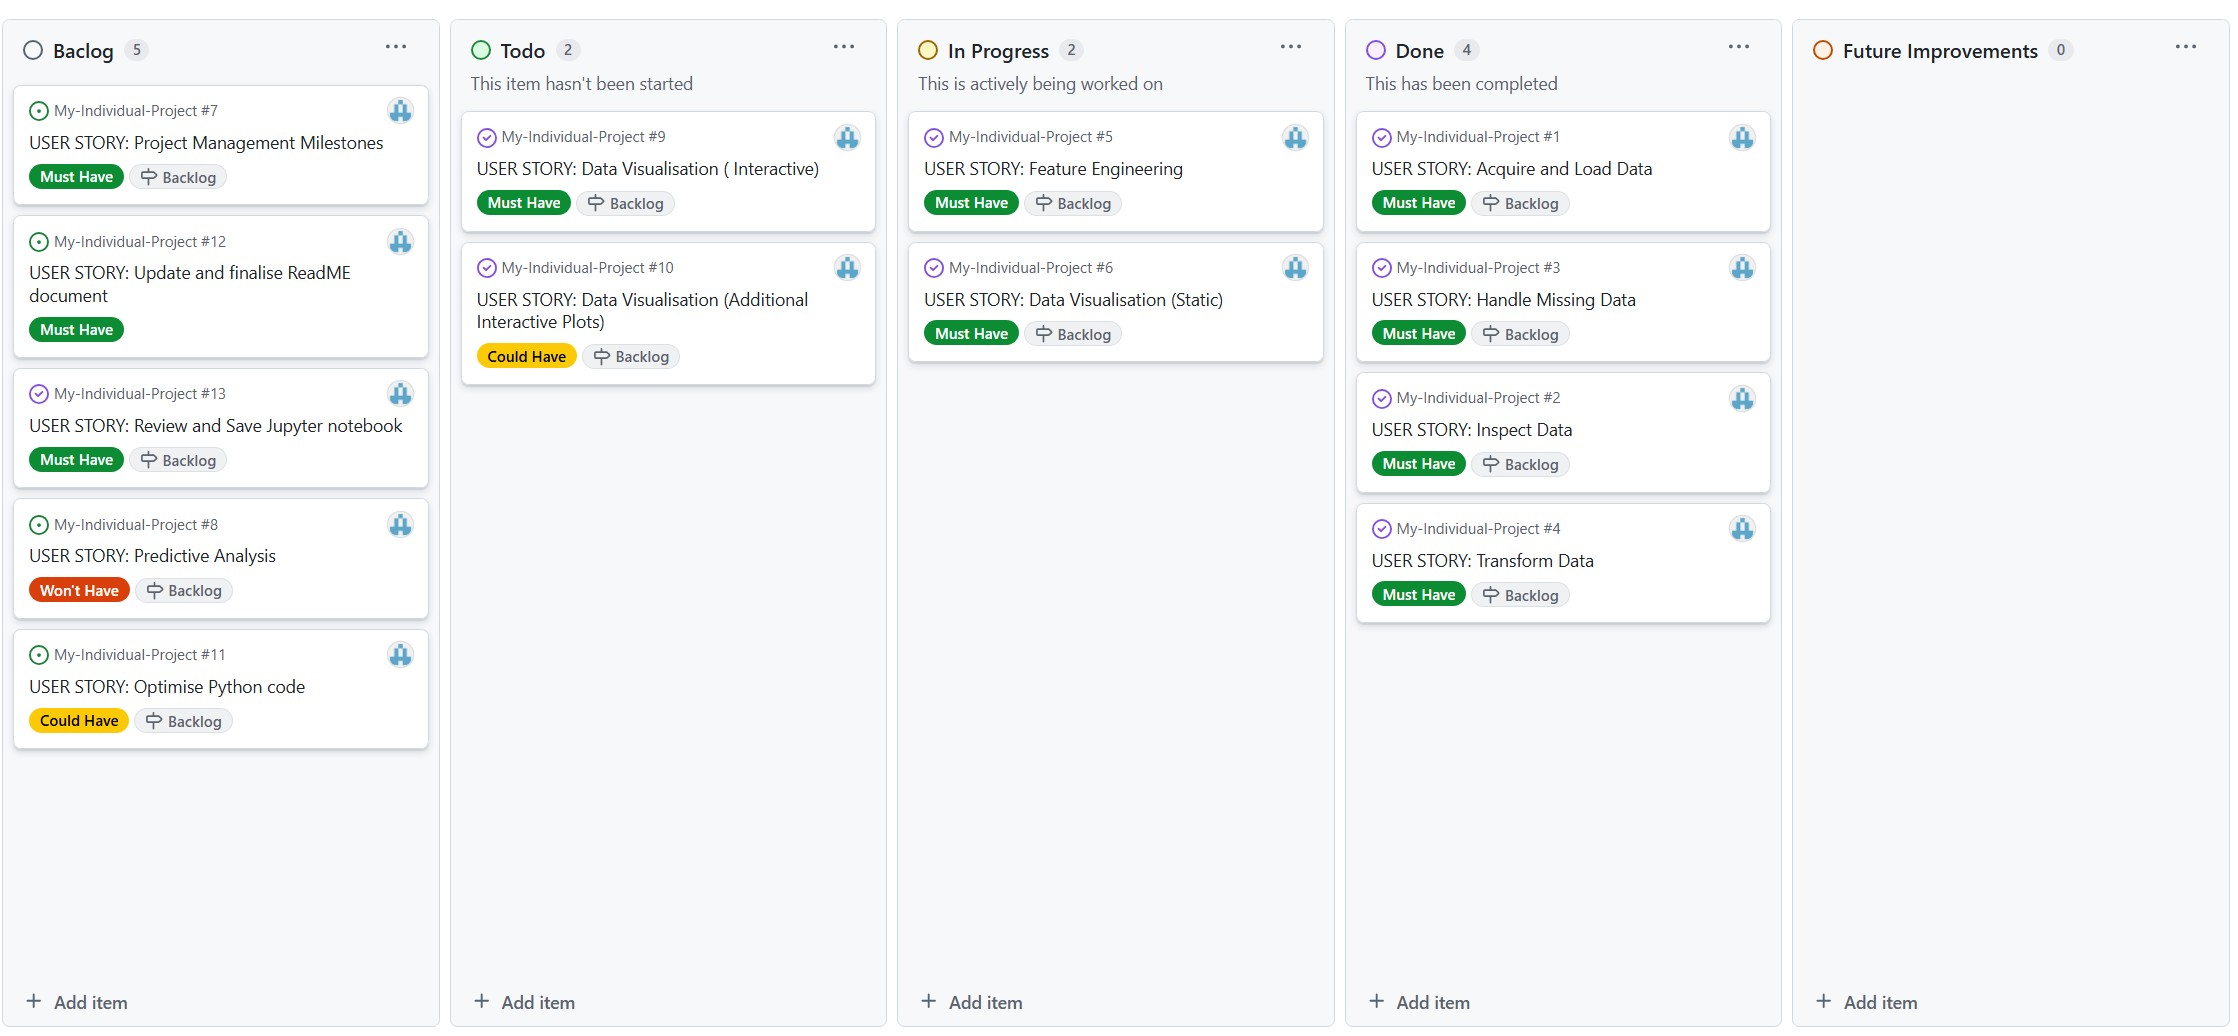 Baclog 5
My-Individual-Project #7
USER STORY: Project Management Milestones
Must Have Backlog
My-Individual-Project #12
USER STORY: Update and finalise ReadME
document
Must Have
My-Individual-Project #13
USER STORY: Review and Save Jupyter notebook
Must Have Backlog
My-Individual-Project #8
USER STORY: Predictive Analysis
Won't Have Backlog
My-Individual-Project #11
USER STORY: Optimise Python code
Could Have Backlog
+ Add item
Todo 2
This item hasn't been started
My-Individual-Project #9
USER STORY: Data Visualisation ( Interactive)
Must Have Backlog
My-Individual-Project #10
USER STORY: Data Visualisation (Additional
Interactive Plots)
Could Have Backlog
+ Add item
In Progress 2
This is actively being worked on
My-Individual-Project #5
USER STORY: Feature Engineering
Must Have Backlog
My-Individual-Project #6
USER STORY: Data Visualisation (Static)
Must Have Backlog
+ Add item
Done 4
This has been completed
My-Individual-Project #1
USER STORY: Acquire and Load Data
Must Have Backlog
My-Individual-Project #3
USER STORY: Handle Missing Data
Must Have Backlog
My-Individual-Project #2
USER STORY: Inspect Data
Must Have Backlog
My-Individual-Project #4
USER STORY: Transform Data
Must Have Backlog
+ Add item
Future Improvements 0
+ Add item